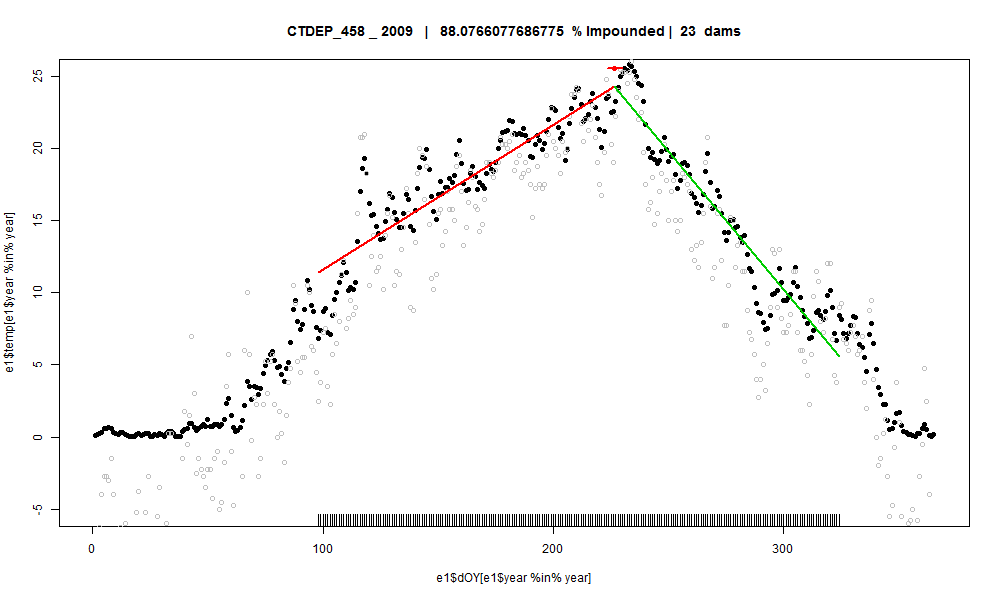 CTDEP_458 _ 2009 | 88.0766077686775 % Impounded | 23 dams
e1$temp[e1$year %in% year]
25
20
15
10
5
0
-5
0 100 200 300
e1$dOY[e1$year %in% year]